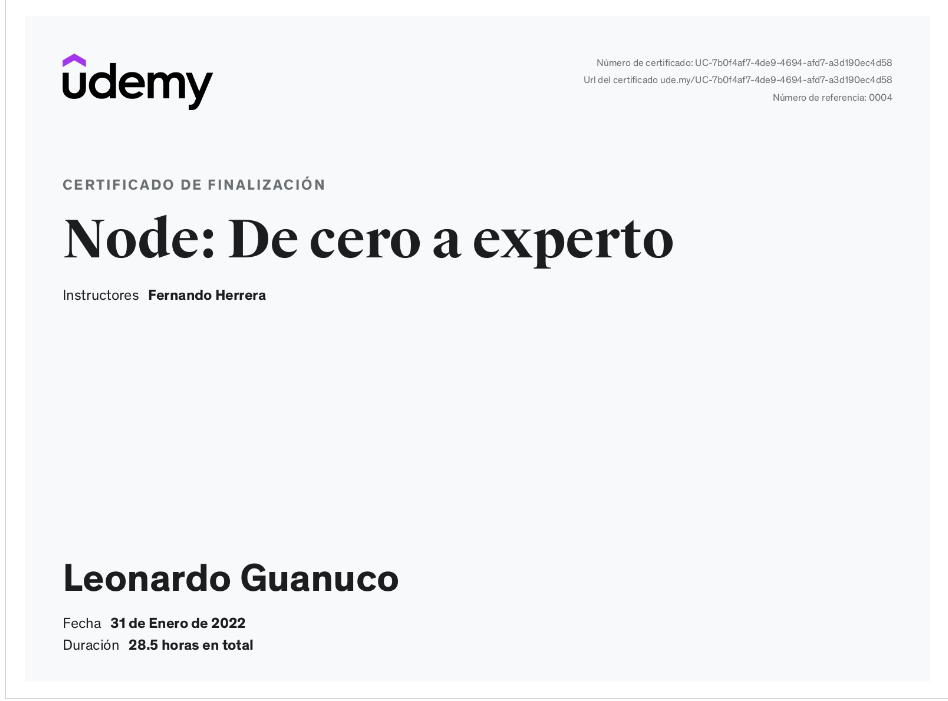 udemy
Número de certificado: UC-7b0f4af7-4de9-4694-afd7-a3d190ec4d58
Url del certificado ude.my/UC-7b0f4af7-4de9-4694-afd7-a3d190ec4d58
Número de referencia: 0004
CERTIFICADO DE FINALIZACIÓN
Node: De cero a experto
Instructores Fernando Herrera
Leonardo Guanuco
Fecha 31 de Enero de 2022
Duración 28.5 horas en total